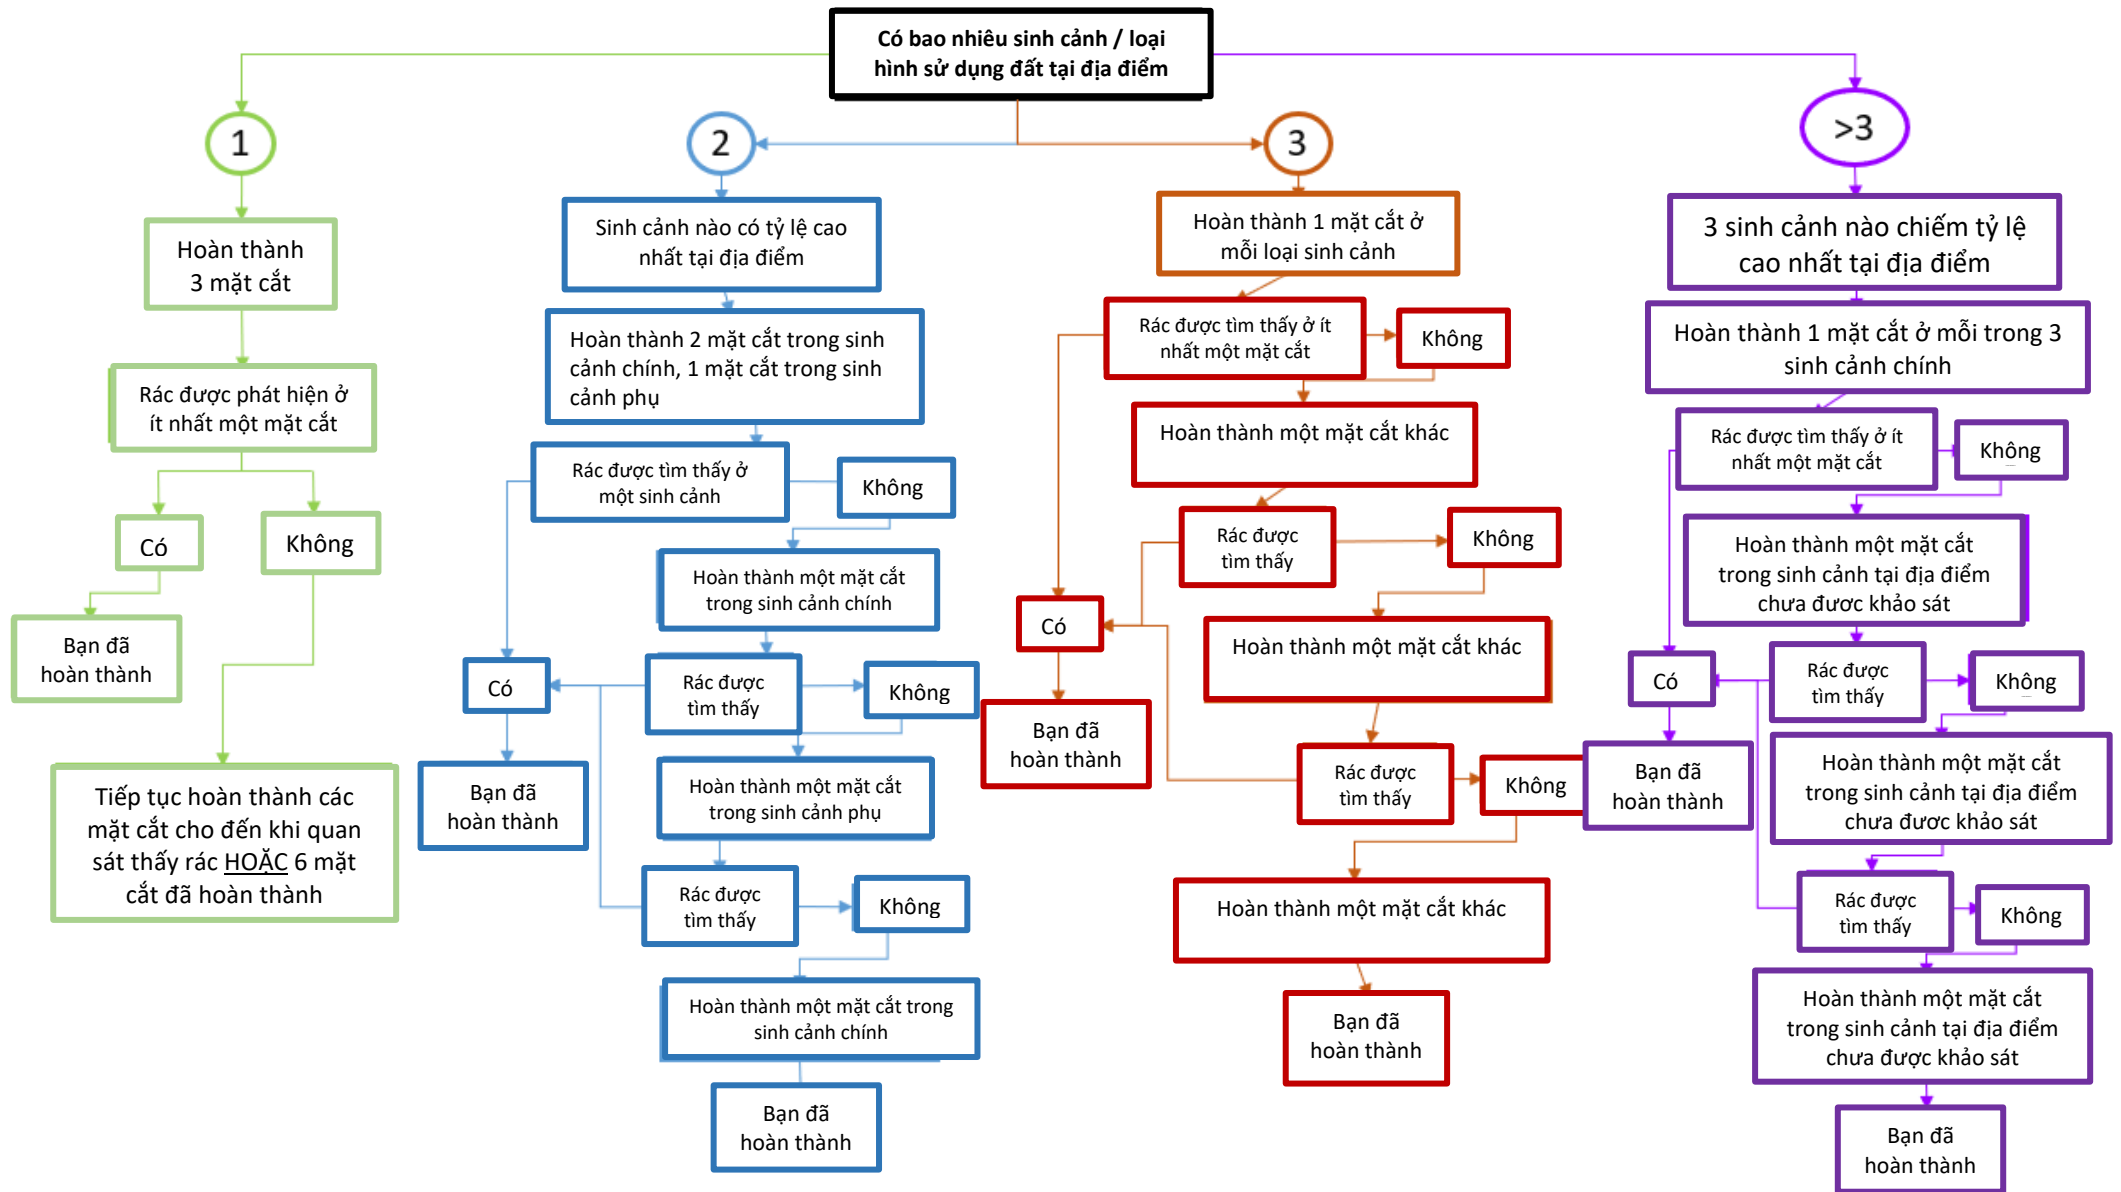 Có bao nhiêu sinh cảnh / loại
hình sử dụng đất tại địa điểm
1
Hoàn thành
3 mặt cắt
Rác được phát hiện ở
ít nhất một mặt cắt
Có
Không
Bạn đã
hoàn thành
Tiếp tục hoàn thành các
mặt cắt cho đến khi quan
sát thấy rác HOẶC 6 mặt
cắt đã hoàn thành
2
Sinh cảnh nào có tỷ lệ cao
nhất tại địa điểm
Hoàn thành 2 mặt cắt trong sinh
cảnh chính, 1 mặt cắt trong sinh
cảnh phụ
Rác được tìm thấy ở
một sinh cảnh
Không
Hoàn thành một mặt cắt
trong sinh cảnh chính
Có
Rác được
tìm thấy
Không
Bạn đã
hoàn thành
Hoàn thành một mặt cắt
trong sinh cảnh phụ
Rác được
tìm thấy
Không
Hoàn thành một mặt cắt trong
sinh cảnh chính
Bạn đã
hoàn thành
3
Hoàn thành 1 mặt cắt ở
mỗi loại sinh cảnh
Rác được tìm thấy ở ít
nhất một mặt cắt
Không
Hoàn thành một mặt cắt khác
Rác được
tìm thấy
Không
Có
Bạn đã
hoàn thành
Hoàn thành một mặt cắt khác
Rác được
tìm thấy
Không
Hoàn thành một mặt cắt khác
Bạn đã
hoàn thành
>3
3 sinh cảnh nào chiếm tỷ lệ
cao nhất tại địa điểm
Hoàn thành 1 mặt cắt ở mỗi trong 3
sinh cảnh chính
Rác được tìm thấy ở ít
nhất một mặt cắt
Không
Hoàn thành một mặt cắt
trong sinh cảnh tại địa điểm
chưa đươc khảo sát
Có
Rác được
tìm thấy
Không
Bạn đã
hoàn thành
Hoàn thành một mặt cắt
trong sinh cảnh tại địa điểm
chưa đươc khảo sát
Rác được
tìm thấy
Không
Hoàn thành một mặt cắt
trong sinh cảnh tại địa điểm
chưa được khảo sát
Bạn đã
hoàn thành